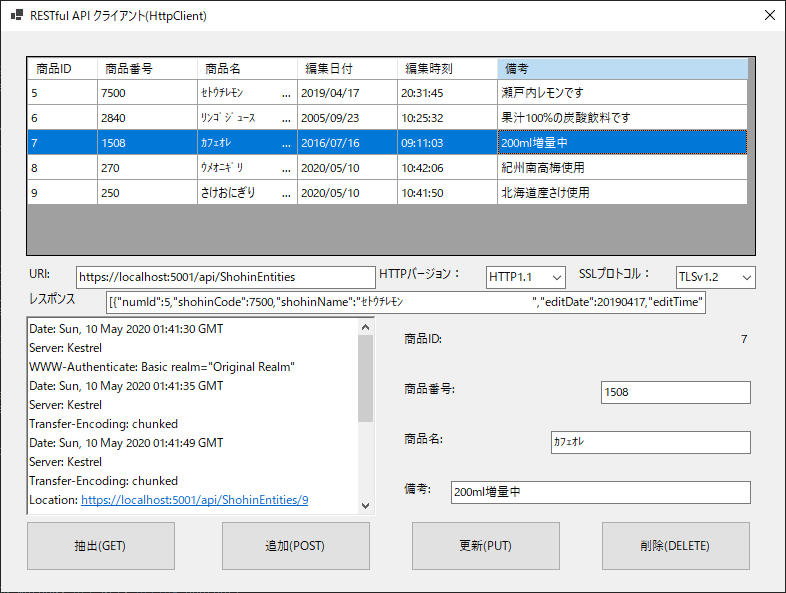 RESTful API クライアント(HttpClient)
商品ID 商品番号 商品名 編集日付 編集時刻 備考
5 7500 ｾﾄｳﾁﾚﾓﾝ ... 2019/04/17 20:31:45 瀬戸内レモンです
6 2840 ﾘﾝｺﾞｼﾞｭｰｽ ... 2005/09/23 10:25:32 果汁100%の炭酸飲料です
7 1508 ｶﾌｪｵﾚ ... 2016/07/16 09:11:03 200ml増量中
8 270 ｳﾒｵﾆｷﾞﾘ ... 2020/05/10 10:42:06 紀州南高梅使用
9 250 さけおにぎり ... 2020/05/10 10:41:50 北海道産さけ使用
URI: https://localhost:5001/api/ShohinEntities HTTPバージョン： HTTP1.1 SSLプロトコル： TLSv1.2
レスポンス [{"numId":5,"shohinCode":7500,"shohinName":"ｾﾄｳﾁﾚﾓﾝ ","editDate":20190417,"editTime"
Date: Sun, 10 May 2020 01:41:30 GMT
Server: Kestrel
WWW-Authenticate: Basic realm="Original Realm"
Date: Sun, 10 May 2020 01:41:35 GMT
Server: Kestrel
Transfer-Encoding: chunked
Date: Sun, 10 May 2020 01:41:49 GMT
Server: Kestrel
Transfer-Encoding: chunked
Location: https://localhost:5001/api/ShohinEntities/9
商品ID: 7
商品番号: 1508
商品名: ｶﾌｪｵﾚ
備考: 200ml増量中
抽出(GET) 追加(POST) 更新(PUT) 削除(DELETE)